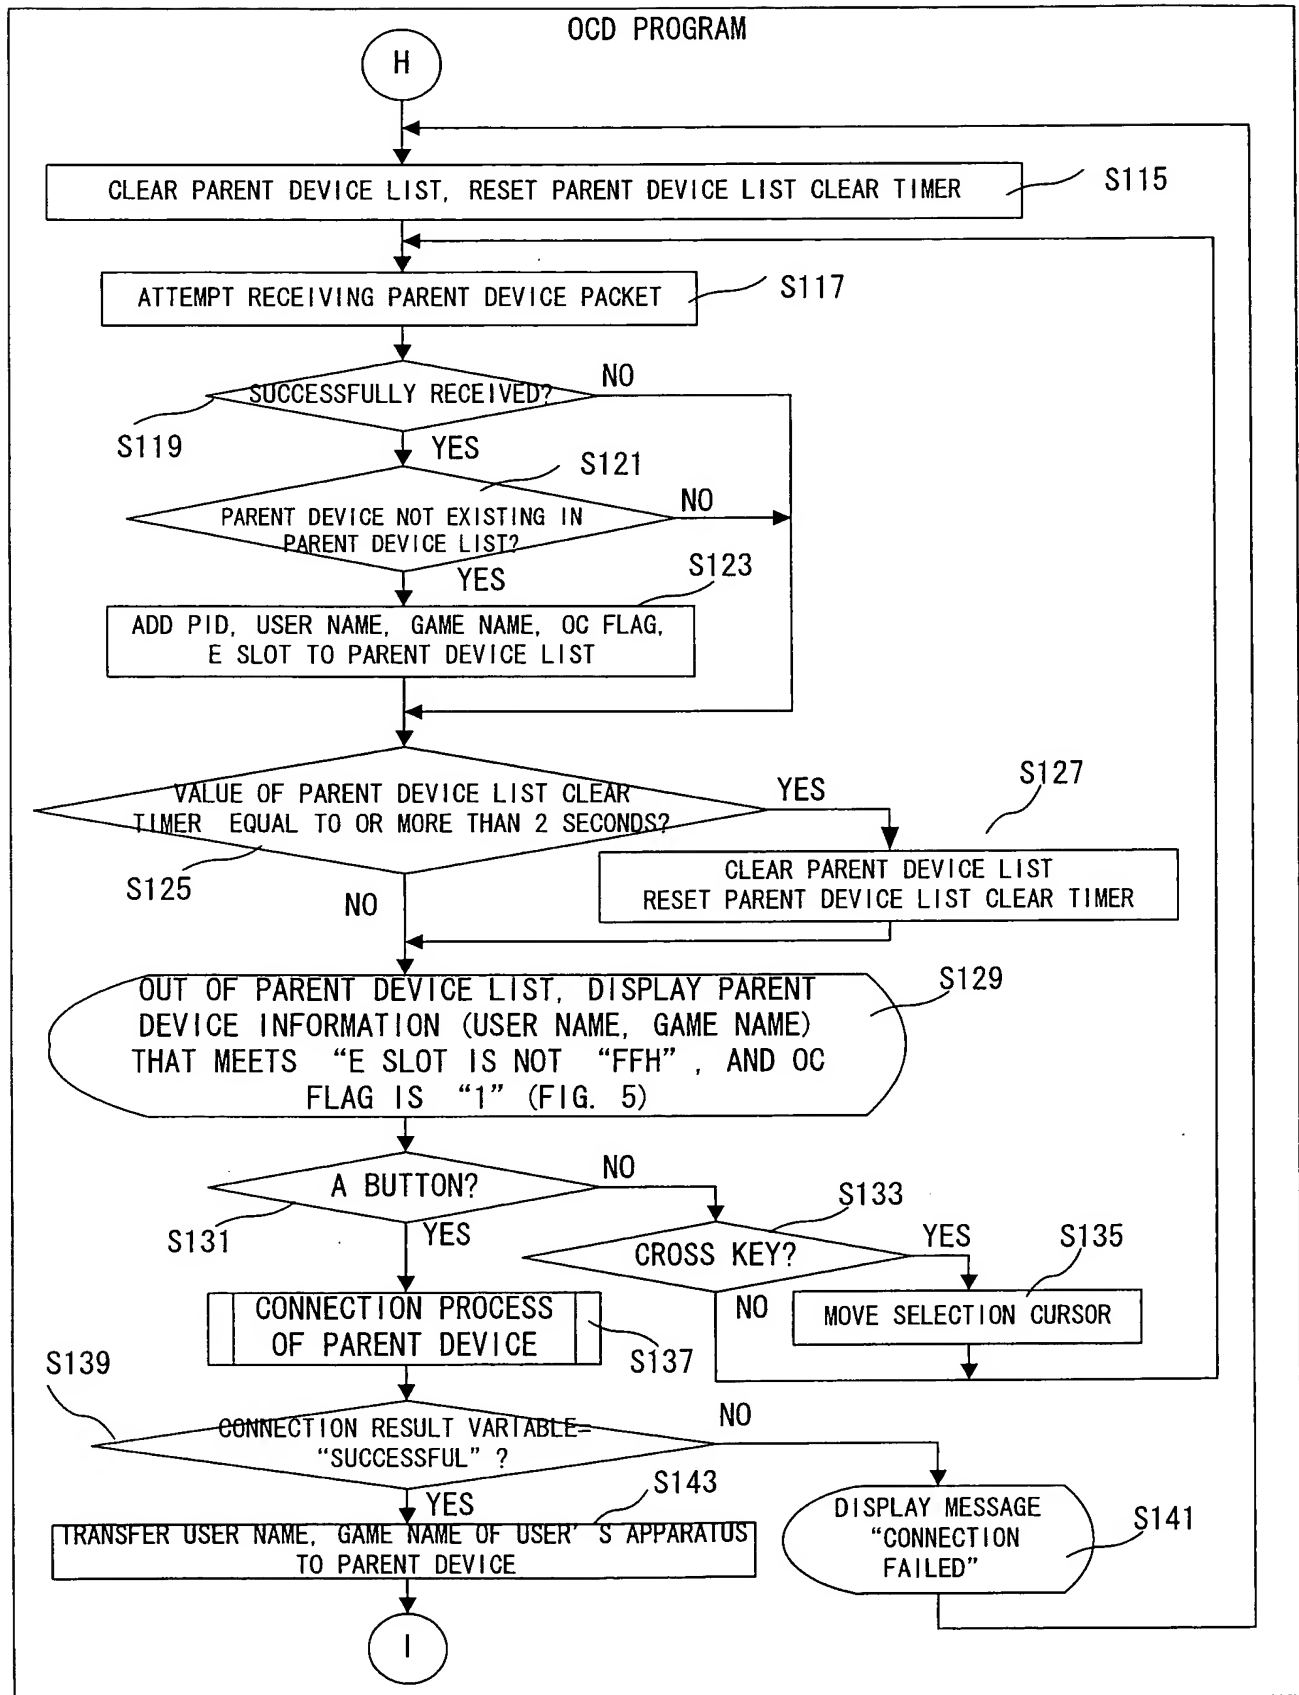 OCD PROGRAM
H
CLEAR PARENT DEVICE LIST, RESET PARENT DEVICE LIST CLEAR TIMER
S115
ATTEMPT RECEIVING PARENT DEVICE PACKET
S117
SUCCESSFULLY RECEIVED?
NO
S119
YES
S121
PARENT DEVICE NOT EXISTING IN
PARENT DEVICE LIST?
NO
YES
S123
ADD PID, USER NAME, GAME NAME, OC FLAG,
E SLOT TO PARENT DEVICE LIST
VALUE OF PARENT DEVICE LIST CLEAR
TIMER EQUAL TO OR MORE THAN 2 SECONDS?
YES
S127
S125
NO
CLEAR PARENT DEVICE LIST
RESET PARENT DEVICE LIST CLEAR TIMER
OUT OF PARENT DEVICE LIST, DISPLAY PARENT
DEVICE INFORMATION (USER NAME, GAME NAME)
THAT MEETS “E SLOT IS NOT “FFH”, AND OC
FLAG IS “1” (FIG. 5)
S129
A BUTTON?
NO
S131
YES
S133
CROSS KEY?
YES
S135
NO
MOVE SELECTION CURSOR
CONNECTION PROCESS
OF PARENT DEVICE
S137
S139
CONNECTION RESULT VARIABLE=
“SUCCESSFUL” ?
NO
YES
S143
TRANSFER USER NAME, GAME NAME OF USER' S APPARATUS
TO PARENT DEVICE
DISPLAY MESSAGE
“CONNECTION
FAILED”
S141
I